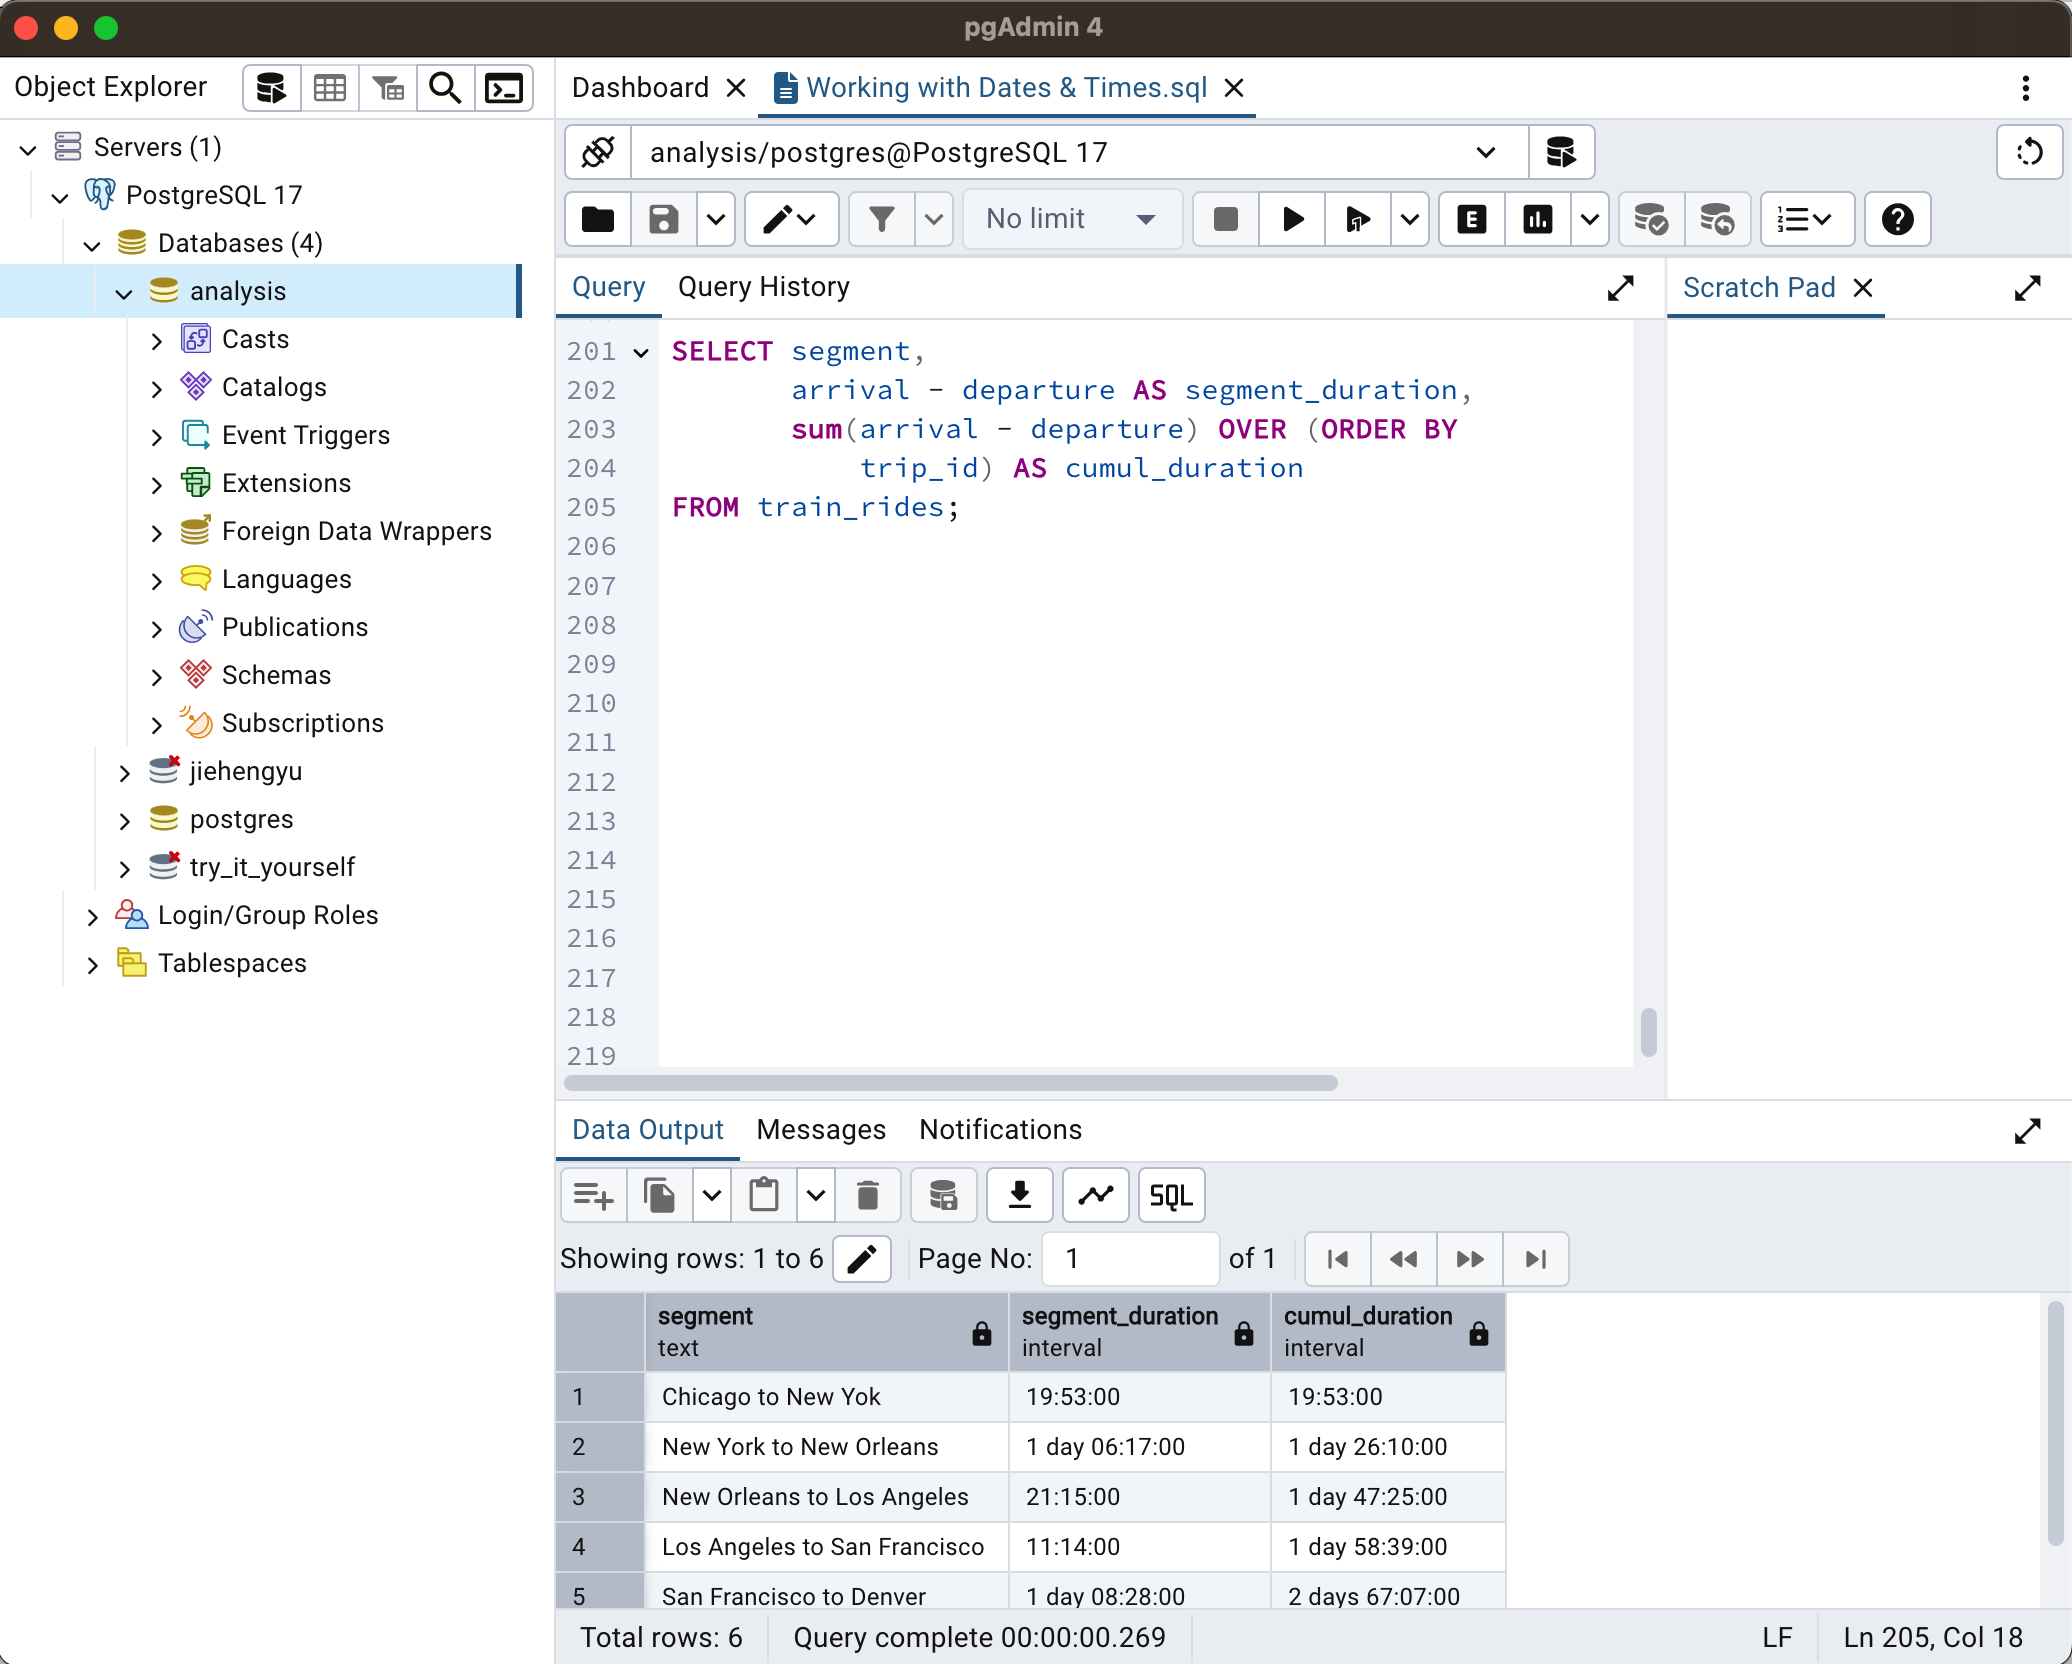 pgAdmin 4
Object Explorer
Dashboard
Working with Dates & Times.sql
Servers (1)
PostgreSQL 17
Databases (4)
analysis
Casts
Catalogs
Event Triggers
Extensions
Foreign Data Wrappers
Languages
Publications
Schemas
Subscriptions
jiehengyu
postgres
try_it_yourself
Login/Group Roles
Tablespaces
analysis/postgres@PostgreSQL 17
No limit
E
Query
Query History
Scratch Pad
201 SELECT segment,
202 arrival - departure AS segment_duration,
203 sum(arrival - departure) OVER (ORDER BY
204 trip_id) AS cumul_duration
205 FROM train_rides;
206
207
208
209
210
211
212
213
214
215
216
217
218
219
Data Output
Messages
Notifications
SQL
Showing rows: 1 to 6
Page No: 1 of 1
segment text
segment_duration interval
cumul_duration interval
1 Chicago to New Yok 19:53:00 19:53:00
2 New York to New Orleans 1 day 06:17:00 1 day 26:10:00
3 New Orleans to Los Angeles 21:15:00 1 day 47:25:00
4 Los Angeles to San Francisco 11:14:00 1 day 58:39:00
5 San Francisco to Denver 1 day 08:28:00 2 days 67:07:00
Total rows: 6
Query complete 00:00:00.269
LF
Ln 205, Col 18